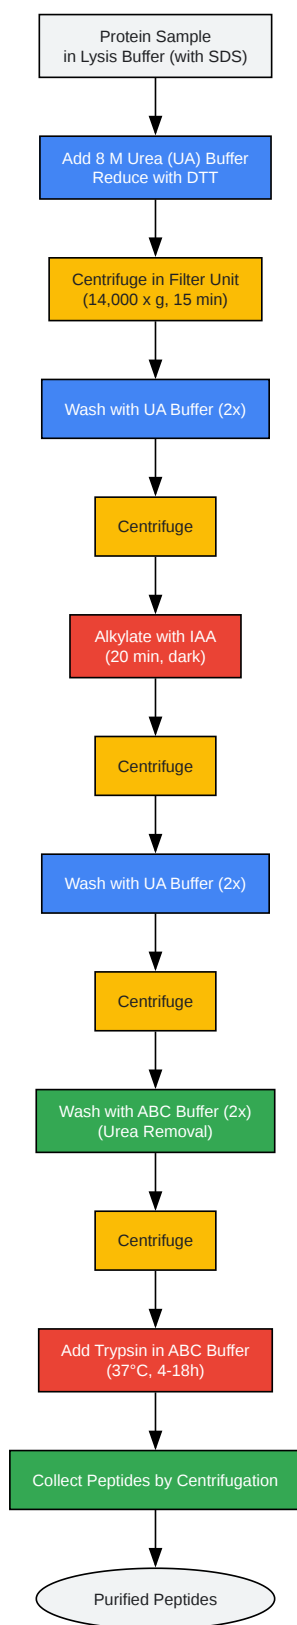 Protein Sample
in Lysis Buffer (with SDS)
Add 8 M Urea (UA) Buffer
Reduce with DTT
Centrifuge in Filter Unit
(14,000 x g, 15 min)
Wash with UA Buffer (2x)
Centrifuge
Alkylate with IAA
(20 min, dark)
Centrifuge
Wash with UA Buffer (2x)
Centrifuge
Wash with ABC Buffer (2x)
(Urea Removal)
Centrifuge
Add Trypsin in ABC Buffer
(37°C, 4-18h)
Collect Peptides by Centrifugation
Purified Peptides